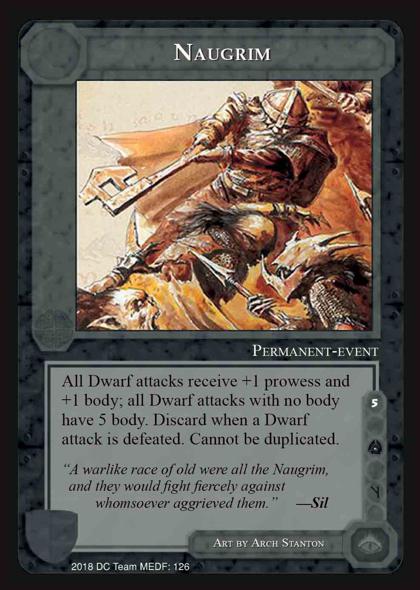 NAUGRIM
PERMANENT-EVENT
All Dwarf attacks receive +1 prowess and
+1 body; all Dwarf attacks with no body
have 5 body. Discard when a Dwarf
attack is defeated. Cannot be duplicated.
5
“A warlike race of old were all the Naugrim,
and they would fight fiercely against
whomsoever aggrieved them.” —Sil
ART BY ARCH STANTON
2018 DC Team MEDF: 126